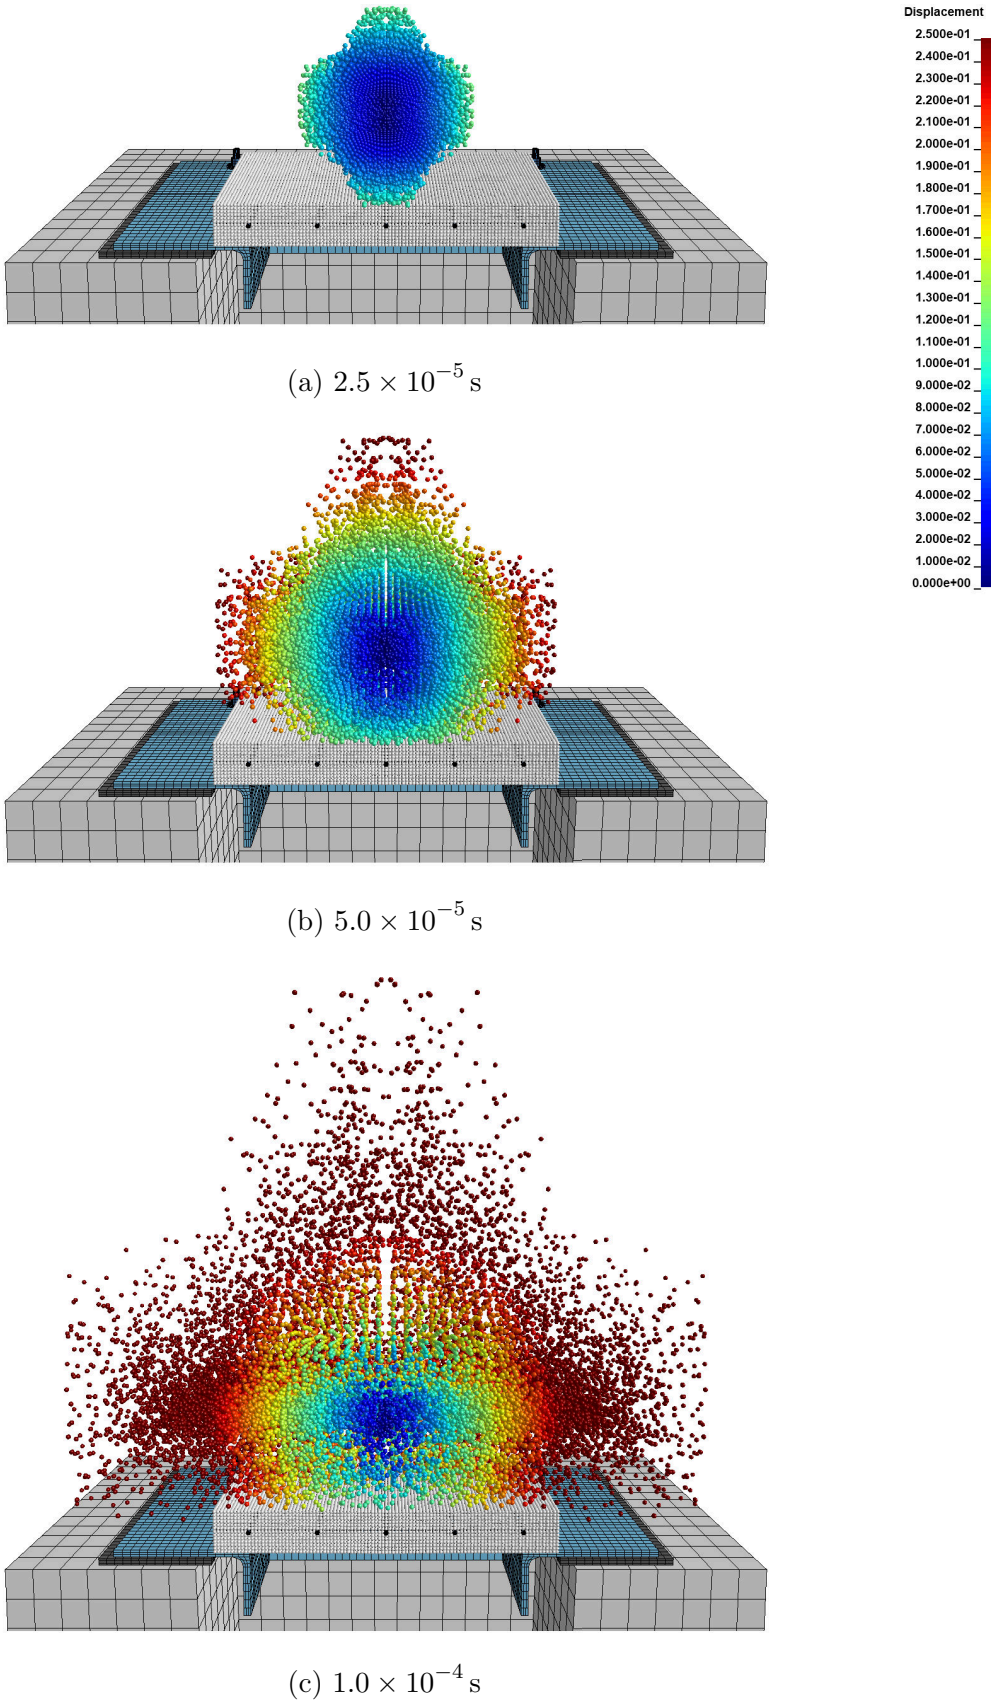 Displacement
2.500e-01
2.400e-01
2.300e-01
2.200e-01
2.100e-01
2.000e-01
1.900e-01
1.800e-01
1.700e-01
1.600e-01
1.500e-01
1.400e-01
1.300e-01
1.200e-01
1.100e-01
1.000e-01
9.000e-02
8.000e-02
7.000e-02
6.000e-02
5.000e-02
4.000e-02
3.000e-02
2.000e-02
1.000e-02
0.000e+00
(a) 2.5 × 10⁻⁵ s
(b) 5.0 × 10⁻⁵ s
(c) 1.0 × 10⁻⁴ s